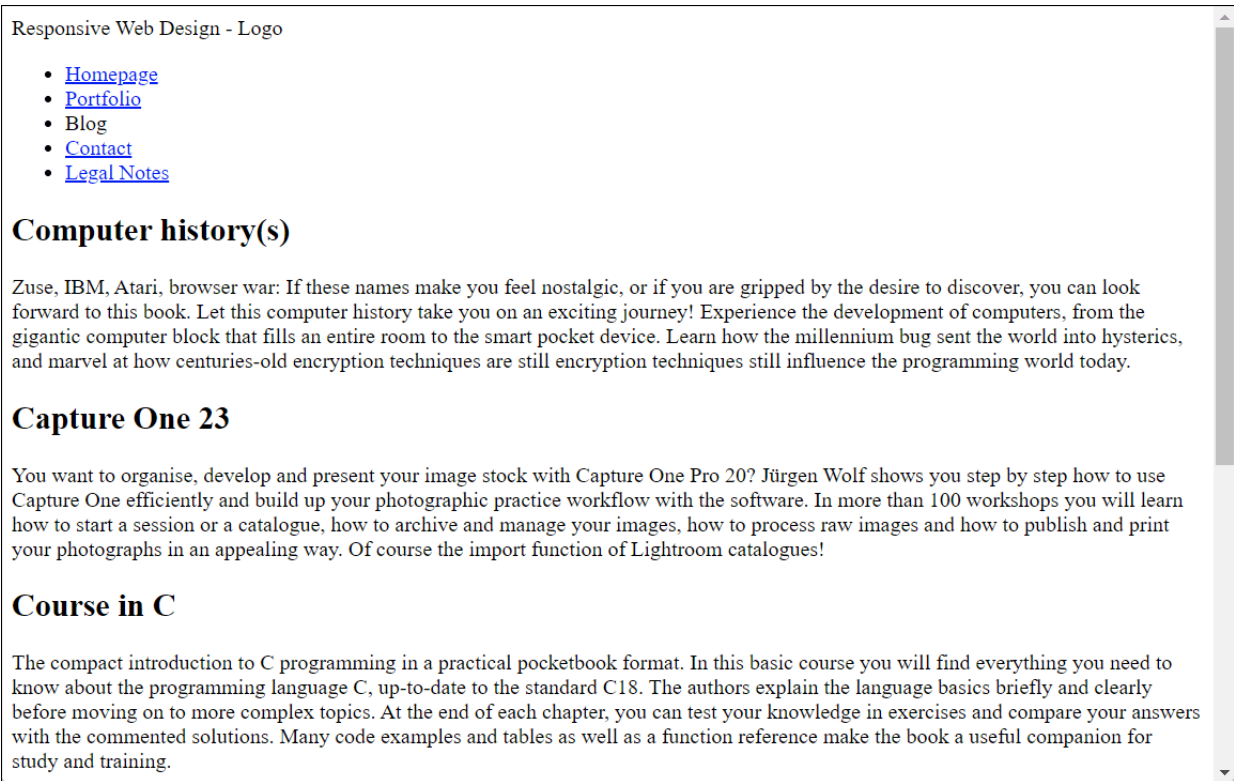 Responsive Web Design - Logo
Homepage
Portfolio
Blog
Contact
Legal Notes
Computer history(s)
Zuse, IBM, Atari, browser war: If these names make you feel nostalgic, or if you are gripped by the desire to discover, you can look
forward to this book. Let this computer history take you on an exciting journey! Experience the development of computers, from the
gigantic computer block that fills an entire room to the smart pocket device. Learn how the millennium bug sent the world into hysterics,
and marvel at how centuries-old encryption techniques are still encryption techniques still influence the programming world today.
Capture One 23
You want to organise, develop and present your image stock with Capture One Pro 20? Jürgen Wolf shows you step by step how to use
Capture One efficiently and build up your photographic practice workflow with the software. In more than 100 workshops you will learn
how to start a session or a catalogue, how to archive and manage your images, how to process raw images and how to publish and print
your photographs in an appealing way. Of course the import function of Lightroom catalogues!
Course in C
The compact introduction to C programming in a practical pocketbook format. In this basic course you will find everything you need to
know about the programming language C, up-to-date to the standard C18. The authors explain the language basics briefly and clearly
before moving on to more complex topics. At the end of each chapter, you can test your knowledge in exercises and compare your answers
with the commented solutions. Many code examples and tables as well as a function reference make the book a useful companion for
study and training.